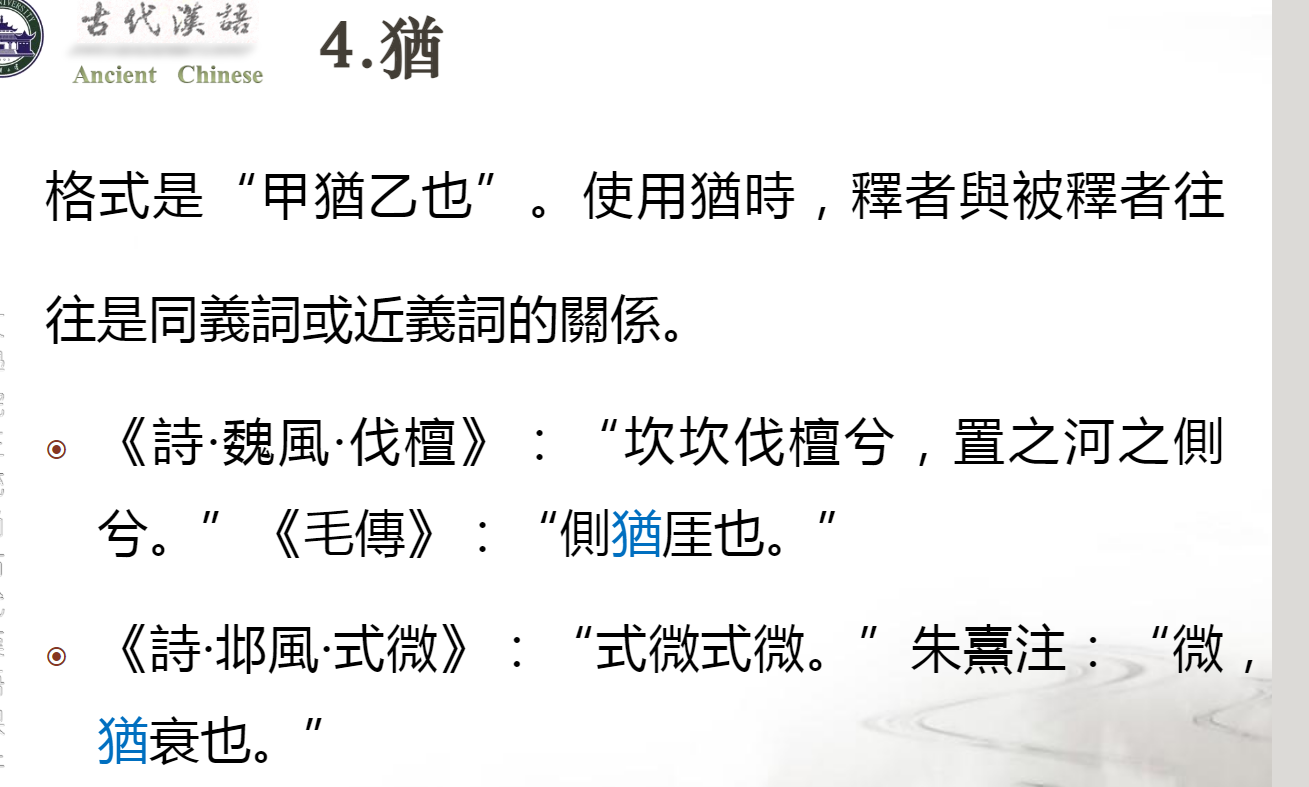 古代漢語
Ancient Chinese
4.猶
格式是“甲猶乙也”。使用猶時，釋者與被釋者往
往是同義詞或近義詞的關係。
《詩·魏風·伐檀》：“坎坎伐檀兮，置之河之側
兮。”《毛傳》：“側猶厓也。”
《詩·邶風·式微》：“式微式微。”朱熹注：“微，
猶衰也。”